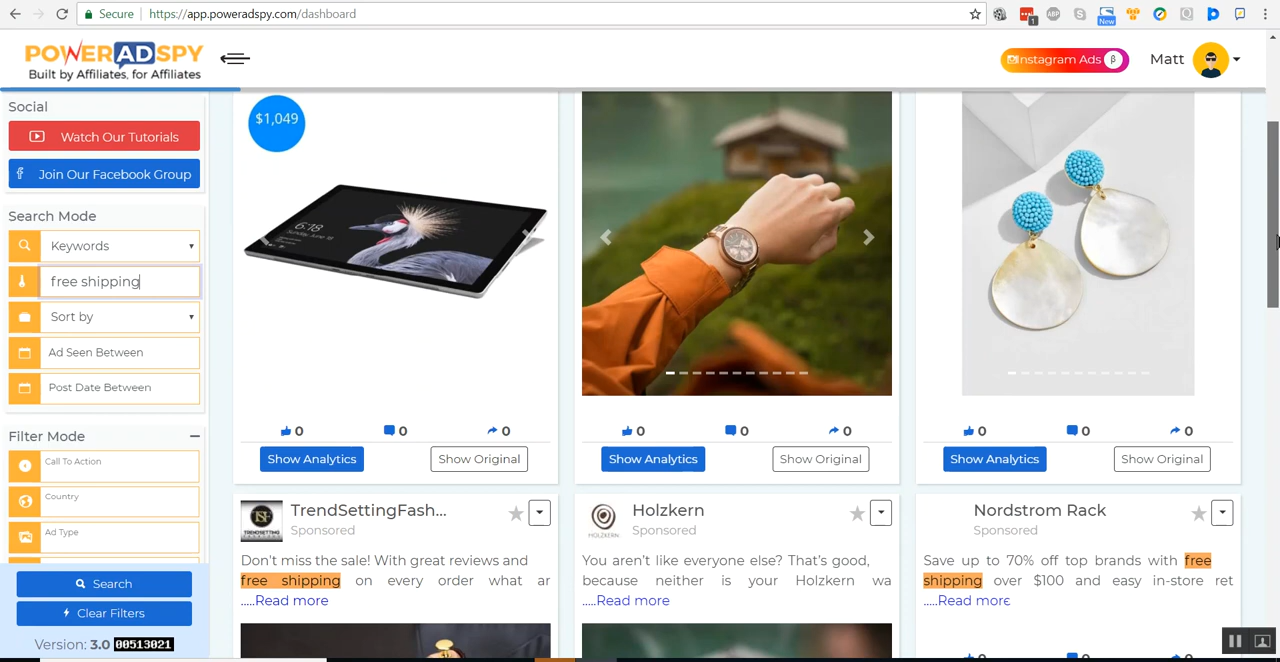 Secure
https://app.poweradspy.com/dashboard
1
ABP
New
POWERADSPY
Built by Affiliates, for Affiliates
Instagram Ads β
Matt
Social
Watch Our Tutorials
Join Our Facebook Group
Search Mode
Keywords
free shipping
Sort by
Ad Seen Between
Post Date Between
Filter Mode
Call To Action
Country
Ad Type
Search
Clear Filters
Version: 3.0 00513021
$1,049
6:18
0 0 0
Show Analytics Show Original
0 0 0
Show Analytics Show Original
0 0 0
Show Analytics Show Original
TrendSettingFash...
Sponsored
Don't miss the sale! With great reviews and
free shipping on every order what ar
.....Read more
Holzkern
Sponsored
You aren't like everyone else? That's good,
because neither is your Holzkern wa
.....Read more
Nordstrom Rack
Sponsored
Save up to 70% off top brands with free
shipping over $100 and easy in-store ret
.....Read more